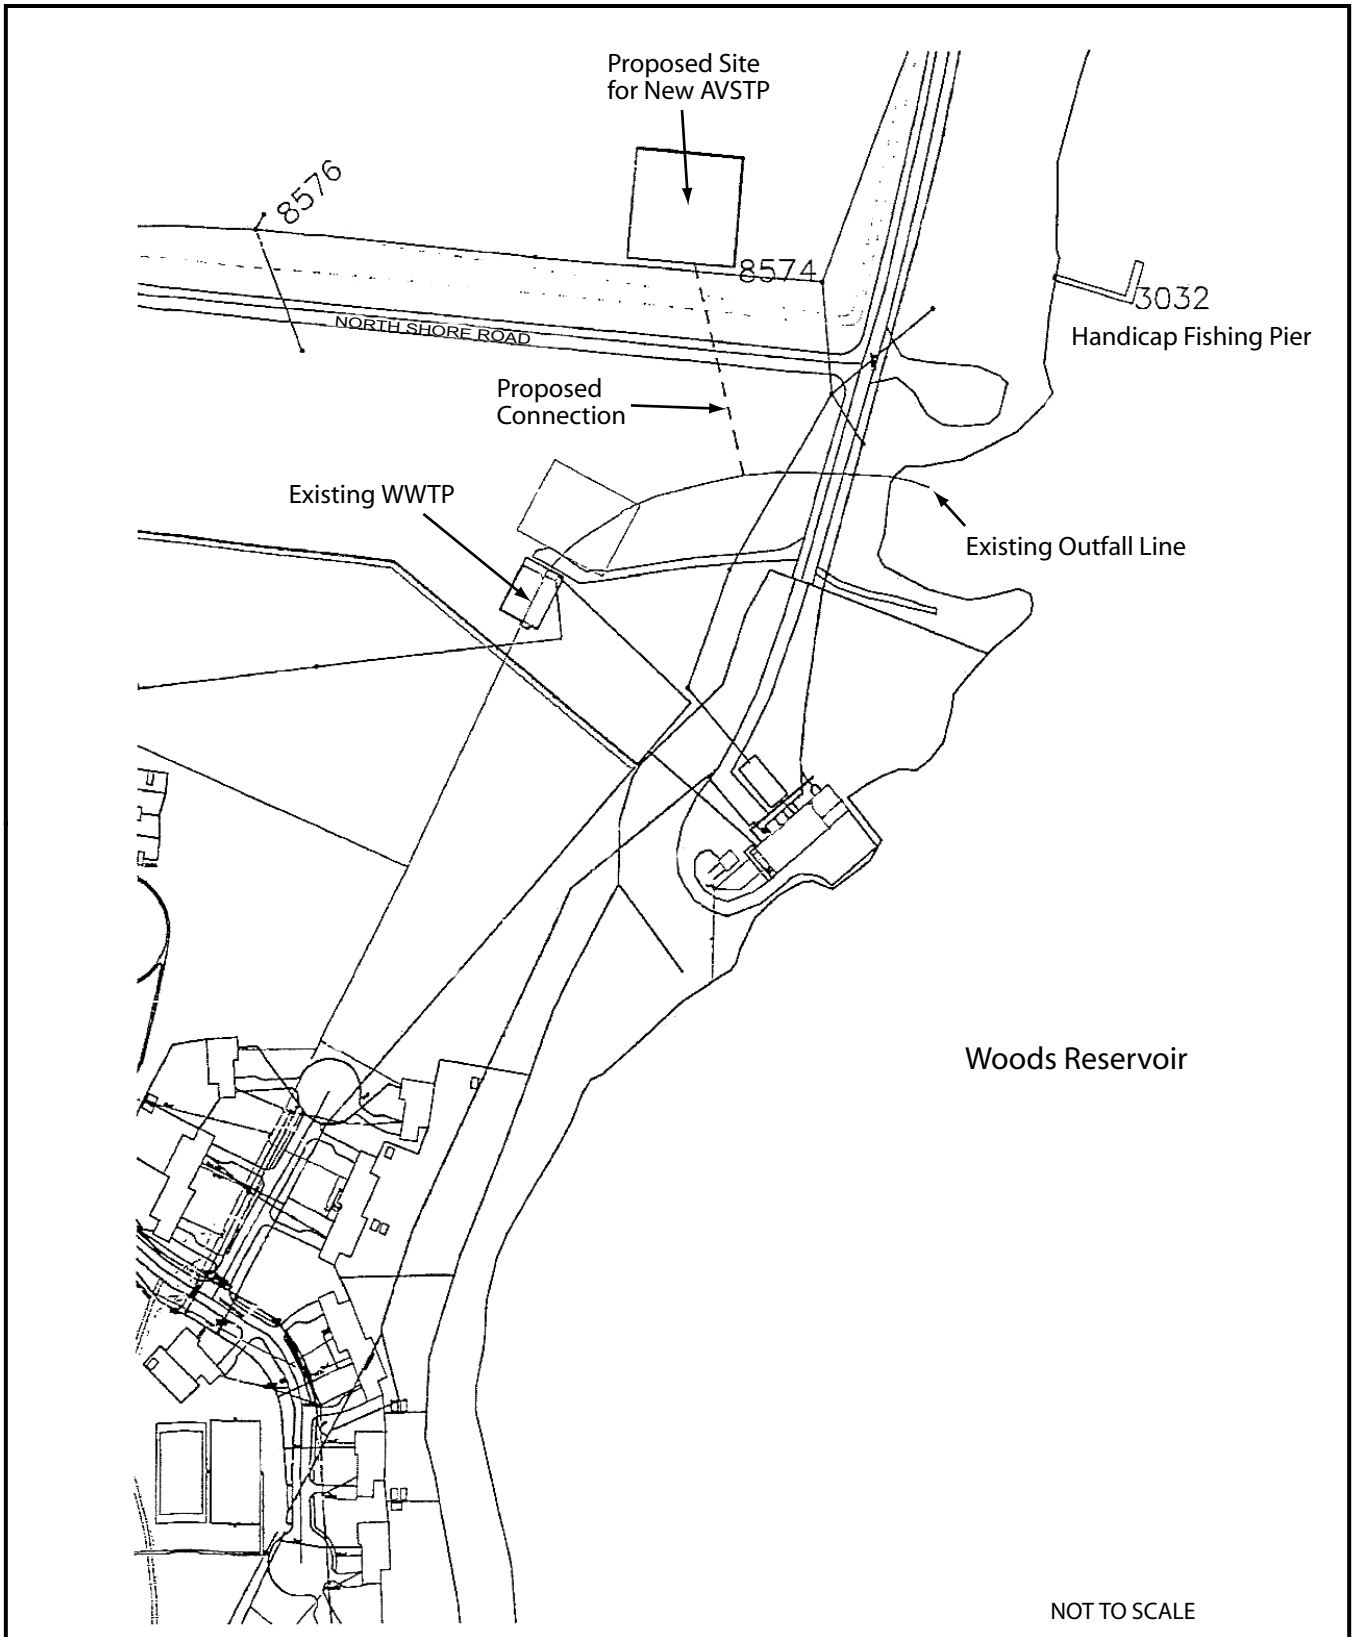 Proposed Site
for New AVSTP
8576
8574
3032
Handicap Fishing Pier
NORTH SHORE ROAD
Proposed
Connection
Existing WWTP
Existing Outfall Line
Woods Reservoir
NOT TO SCALE